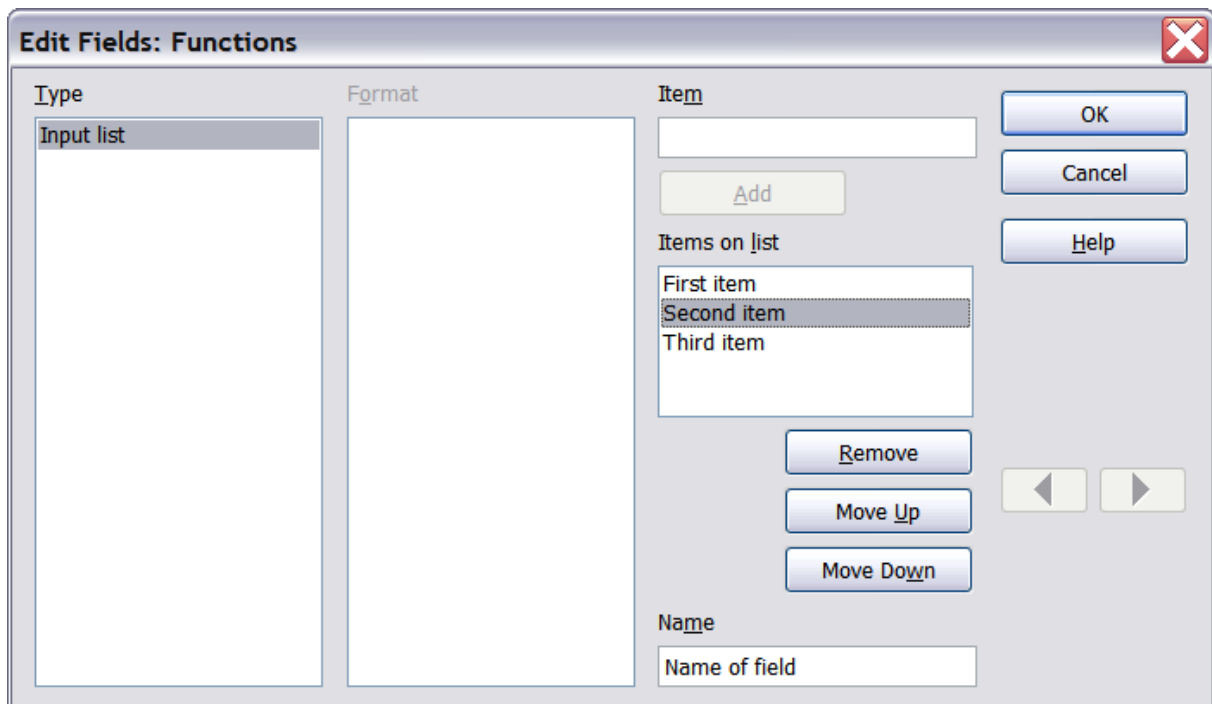 Edit Fields: Functions
Type
Input list
Format
Item
Add
Items on list
First item
Second item
Third item
Remove
Move Up
Move Down
Name
Name of field
OK
Cancel
Help